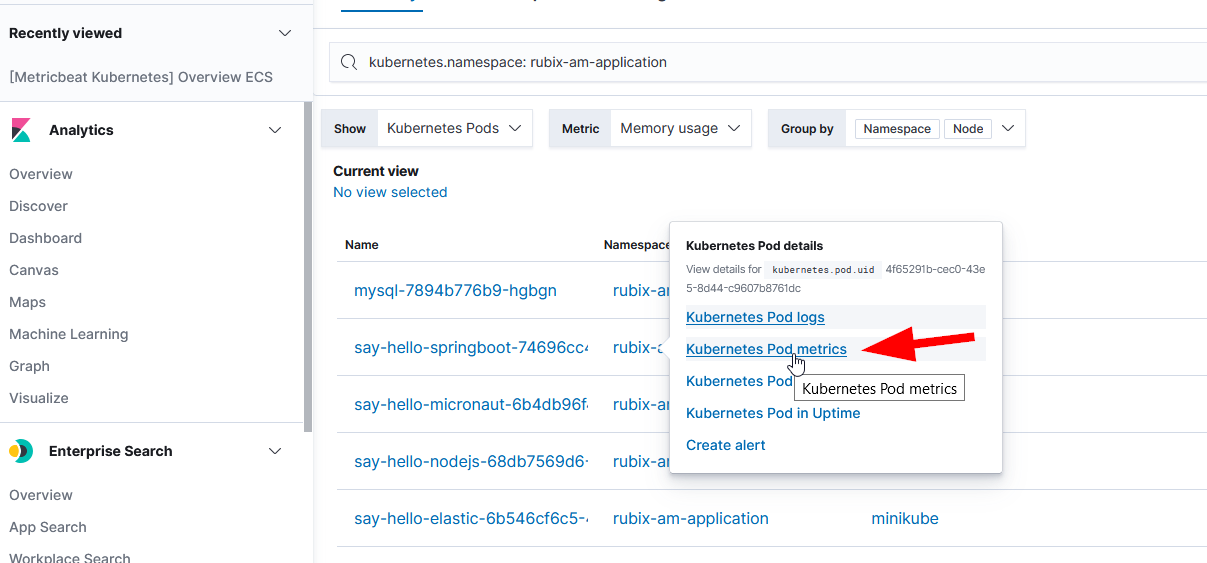 Recently viewed
[Metricbeat Kubernetes] Overview ECS
Analytics
Overview
Discover
Dashboard
Canvas
Maps
Machine Learning
Graph
Visualize
Enterprise Search
Overview
App Search
Workplace Search
kubernetes.namespace: rubix-am-application
Show Kubernetes Pods Metric Memory usage Group by Namespace Node
Current view
No view selected
Name Namespace
mysql-7894b776b9-hgbgn rubix-am
say-hello-springboot-74696cc4 rubix-a
say-hello-micronaut-6b4db96f rubix-am
say-hello-nodejs-68db7569d6- rubix-am
say-hello-elastic-6b546cf6c5- rubix-am-application minikube
Kubernetes Pod details
View details for kubernetes.pod.uid 4f65291b-cec0-43e
5-8d44-c9607b8761dc
Kubernetes Pod logs
Kubernetes Pod metrics
Kubernetes Pod
Kubernetes Pod metrics
Kubernetes Pod in Uptime
Create alert